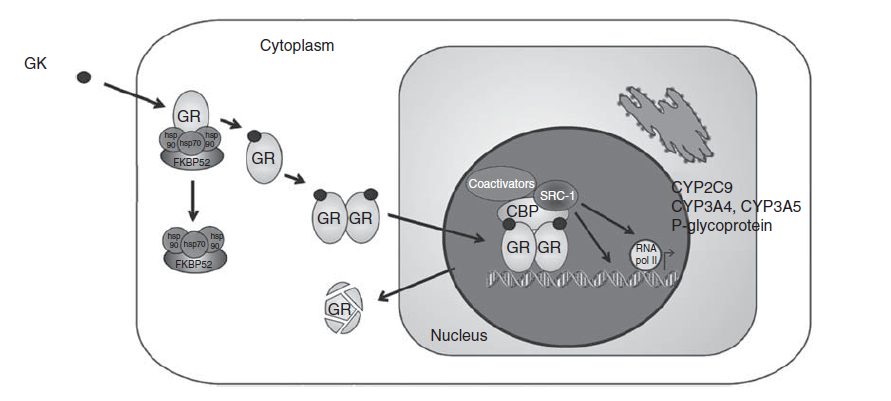 Cytoplasm
GK
GR
hsp
90
hsp70
hsp
90
FKBP52
GR
GR GR
hsp
90
hsp70
hsp
90
FKBP52
GR
Coactivators
SRC-1
CBP
GR GR
RNA
pol II
CYP2C9
CYP3A4, CYP3A5
P-glycoprotein
Nucleus